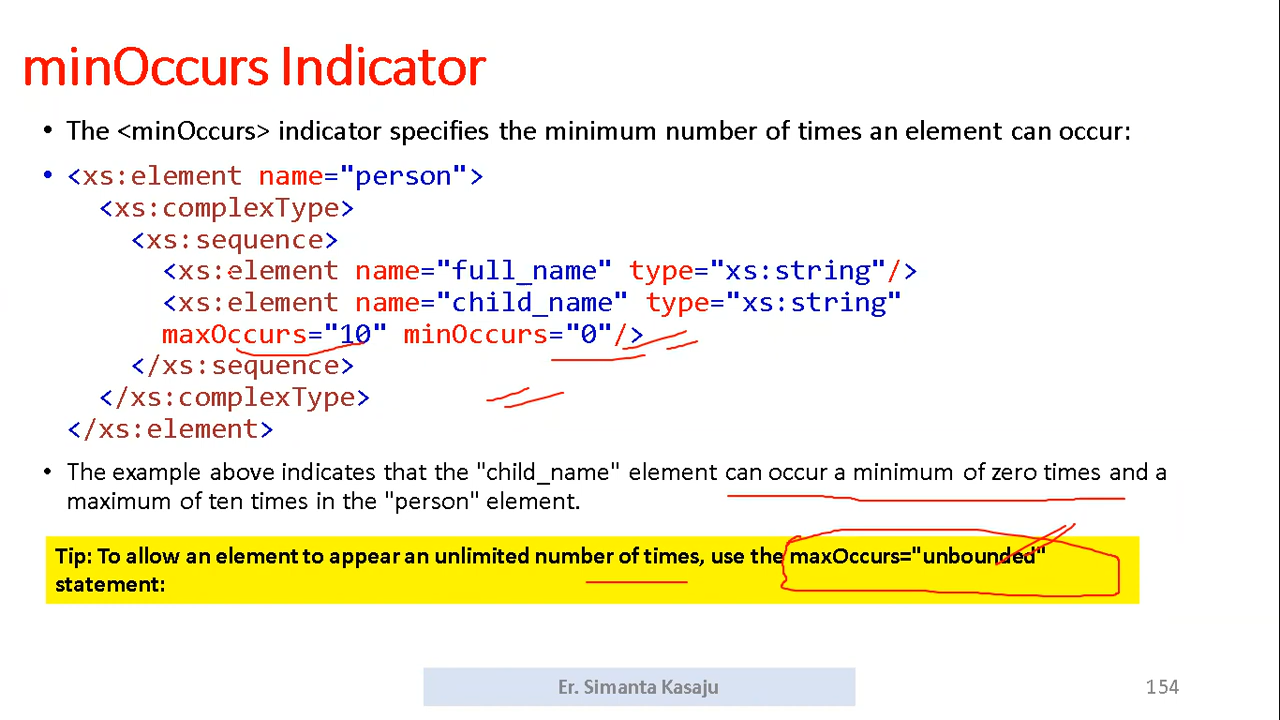 minOccurs Indicator
• The <minOccurs> indicator specifies the minimum number of times an element can occur:
• <xs:element name="person">
<xs:complexType>
<xs:sequence>
<xs:element name="full_name" type="xs:string"/>
<xs:element name="child_name" type="xs:string"
maxOccurs="10" minOccurs="0"/>
</xs:sequence>
</xs:complexType>
</xs:element>
• The example above indicates that the "child_name" element can occur a minimum of zero times and a
maximum of ten times in the "person" element.
Tip: To allow an element to appear an unlimited number of times, use the maxOccurs="unbounded"
statement:
Er. Simanta Kasaju
154